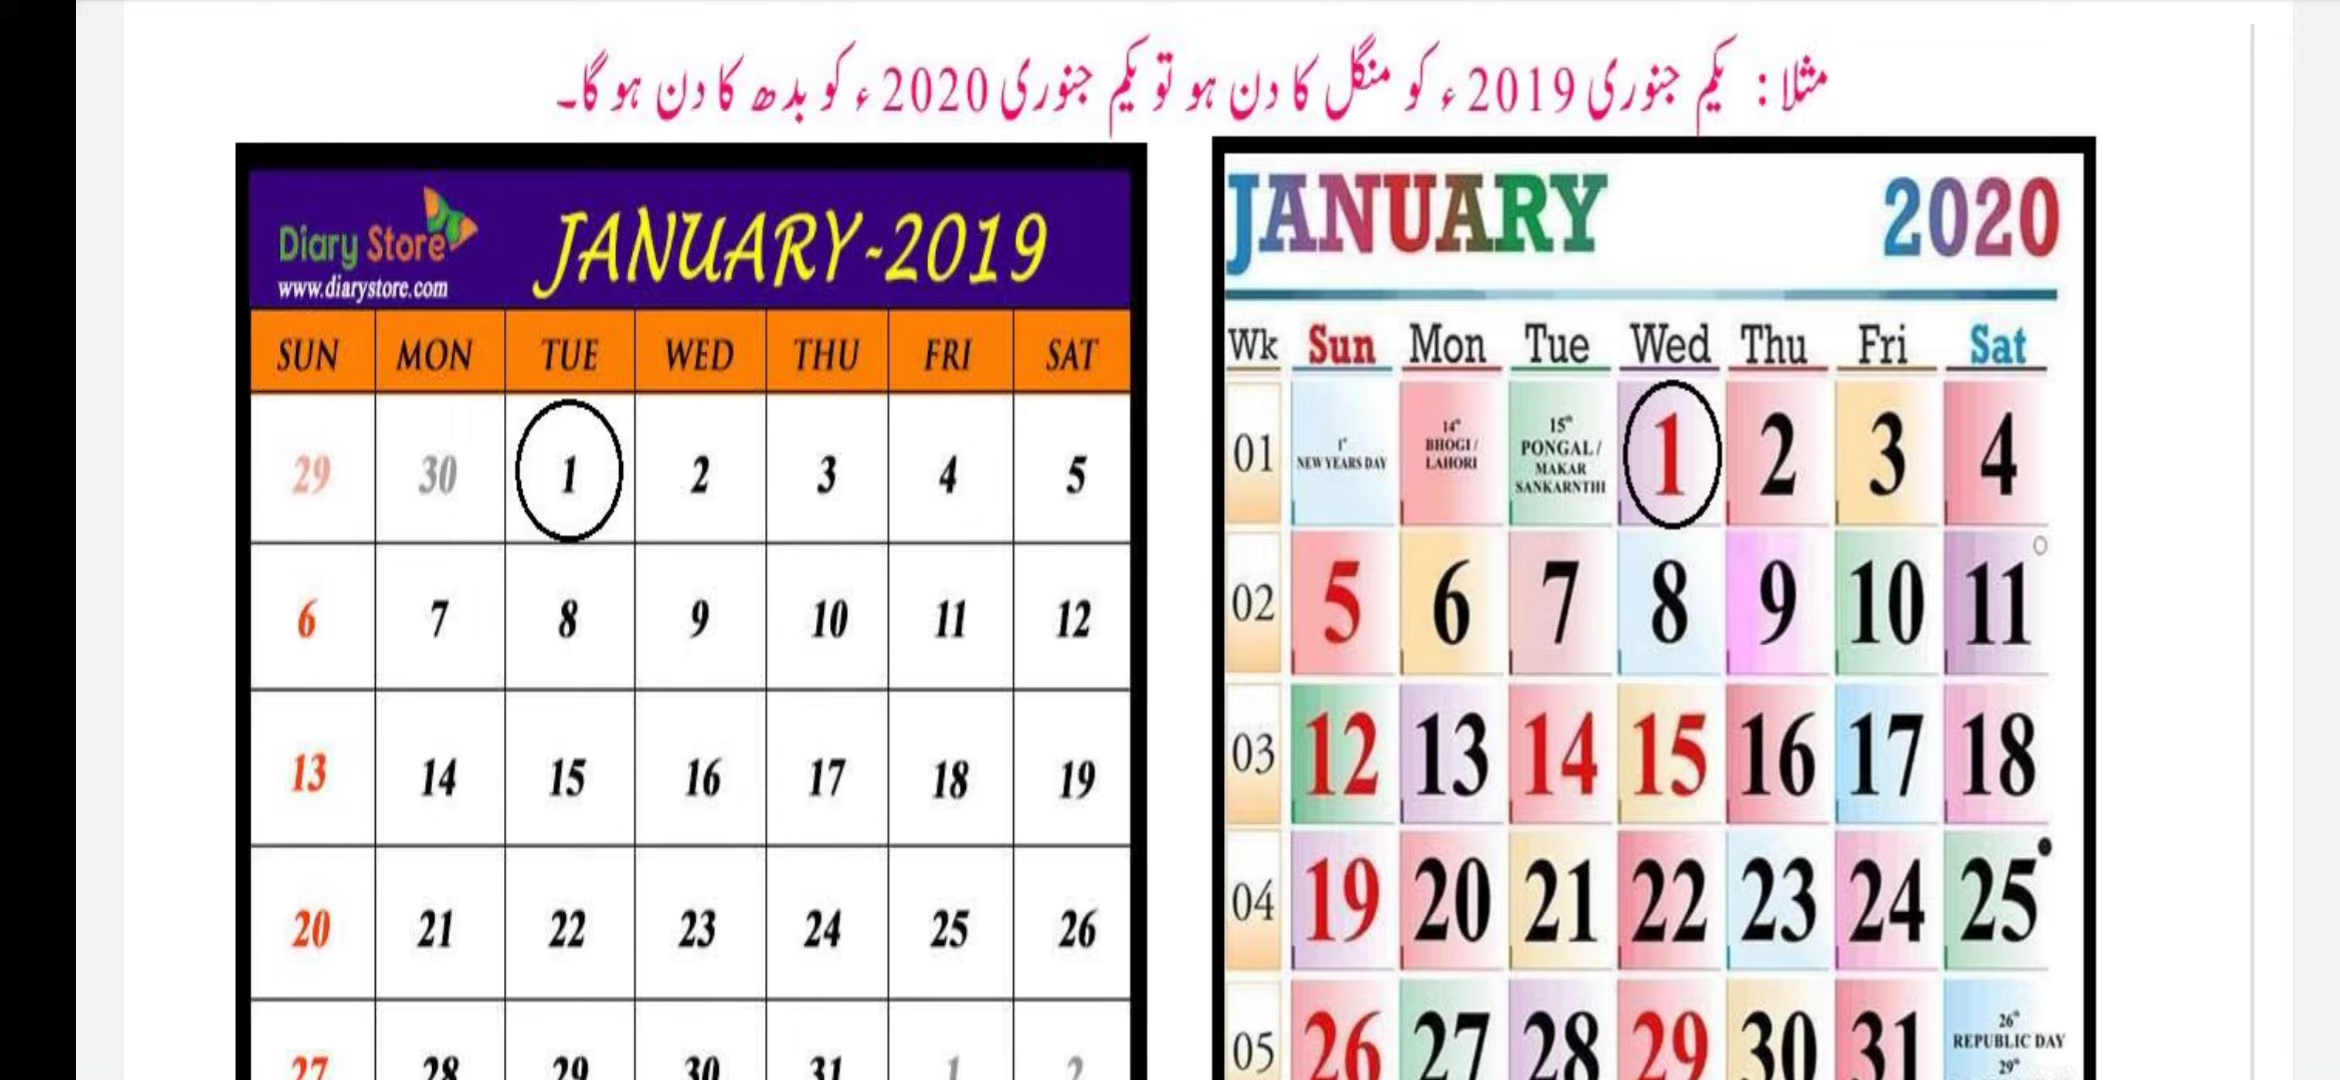 مثلا: یکم جنوری 2019ء کو منگل کا دن ہو تو یکم جنوری 2020ء کو بدھ کا دن ہو گا۔
Diary Store
www.diarystore.com
JANUARY-2019
SUN MON TUE WED THU FRI SAT
29 30 1 2 3 4 5
6 7 8 9 10 11 12
13 14 15 16 17 18 19
20 21 22 23 24 25 26
27 28 29 30 31 1 2
JANUARY 2020
Wk Sun Mon Tue Wed Thu Fri Sat
01 1st NEW YEARS DAY 14th BHOGI / LAHORI 15th PONGAL / MAKAR SANKARNTHI 1 2 3 4
02 5 6 7 8 9 10 11
03 12 13 14 15 16 17 18
04 19 20 21 22 23 24 25
05 26 27 28 29 30 31 26th REPUBLIC DAY 29th